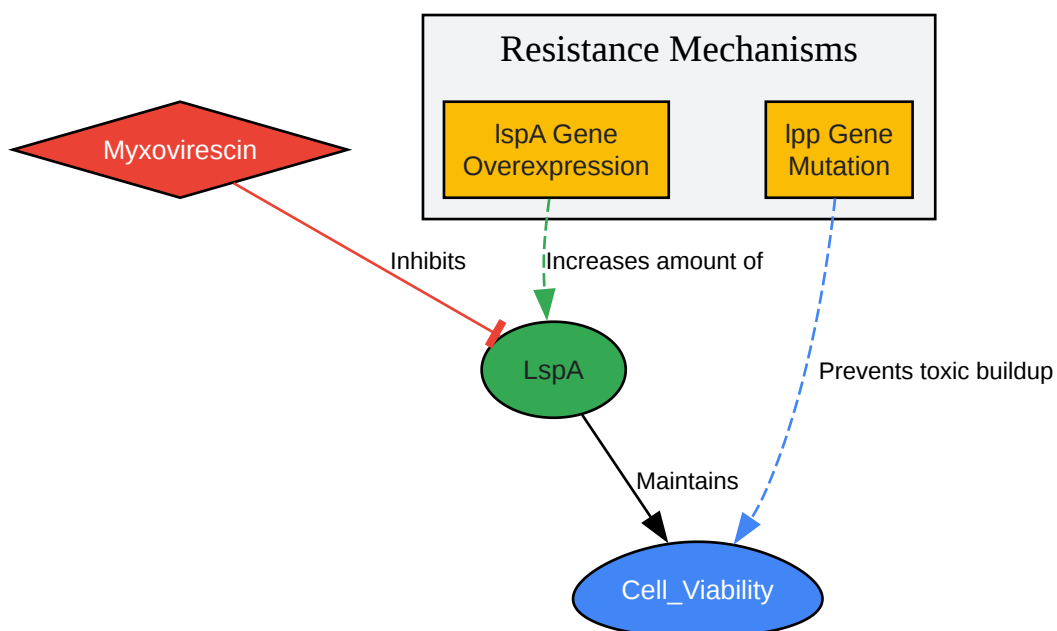 Resistance Mechanisms
Myxovirescin
lspA Gene
Overexpression
lpp Gene
Mutation
Inhibits
Increases amount of
LspA
Prevents toxic buildup
Maintains
Cell_Viability